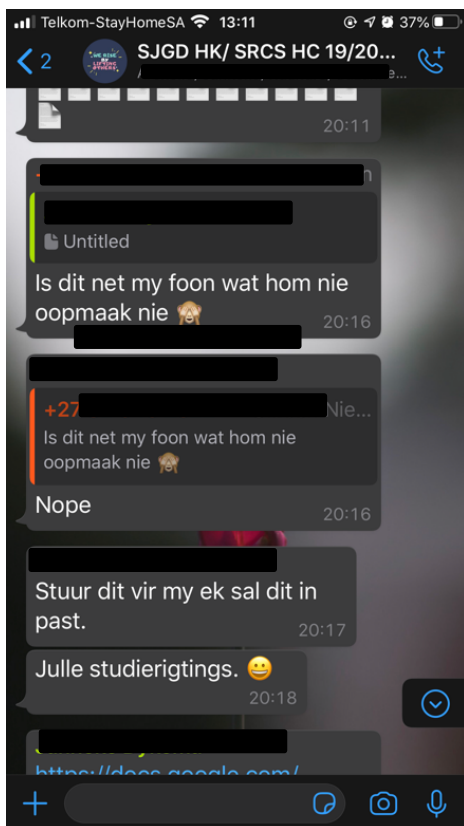 Telkom-StayHomeSA 13:11 37%
2 SJGD HK/ SRCS HC 19/20...
20:11
Untitled
Is dit net my foon wat hom nie
oopmaak nie 🙈
20:16
+27 Nie...
Is dit net my foon wat hom nie
oopmaak nie 🙈
Nope
20:16
Stuur dit vir my ek sal dit in
past.
20:17
Julle studierigtings. 😀
20:18
https://docs.google.com/